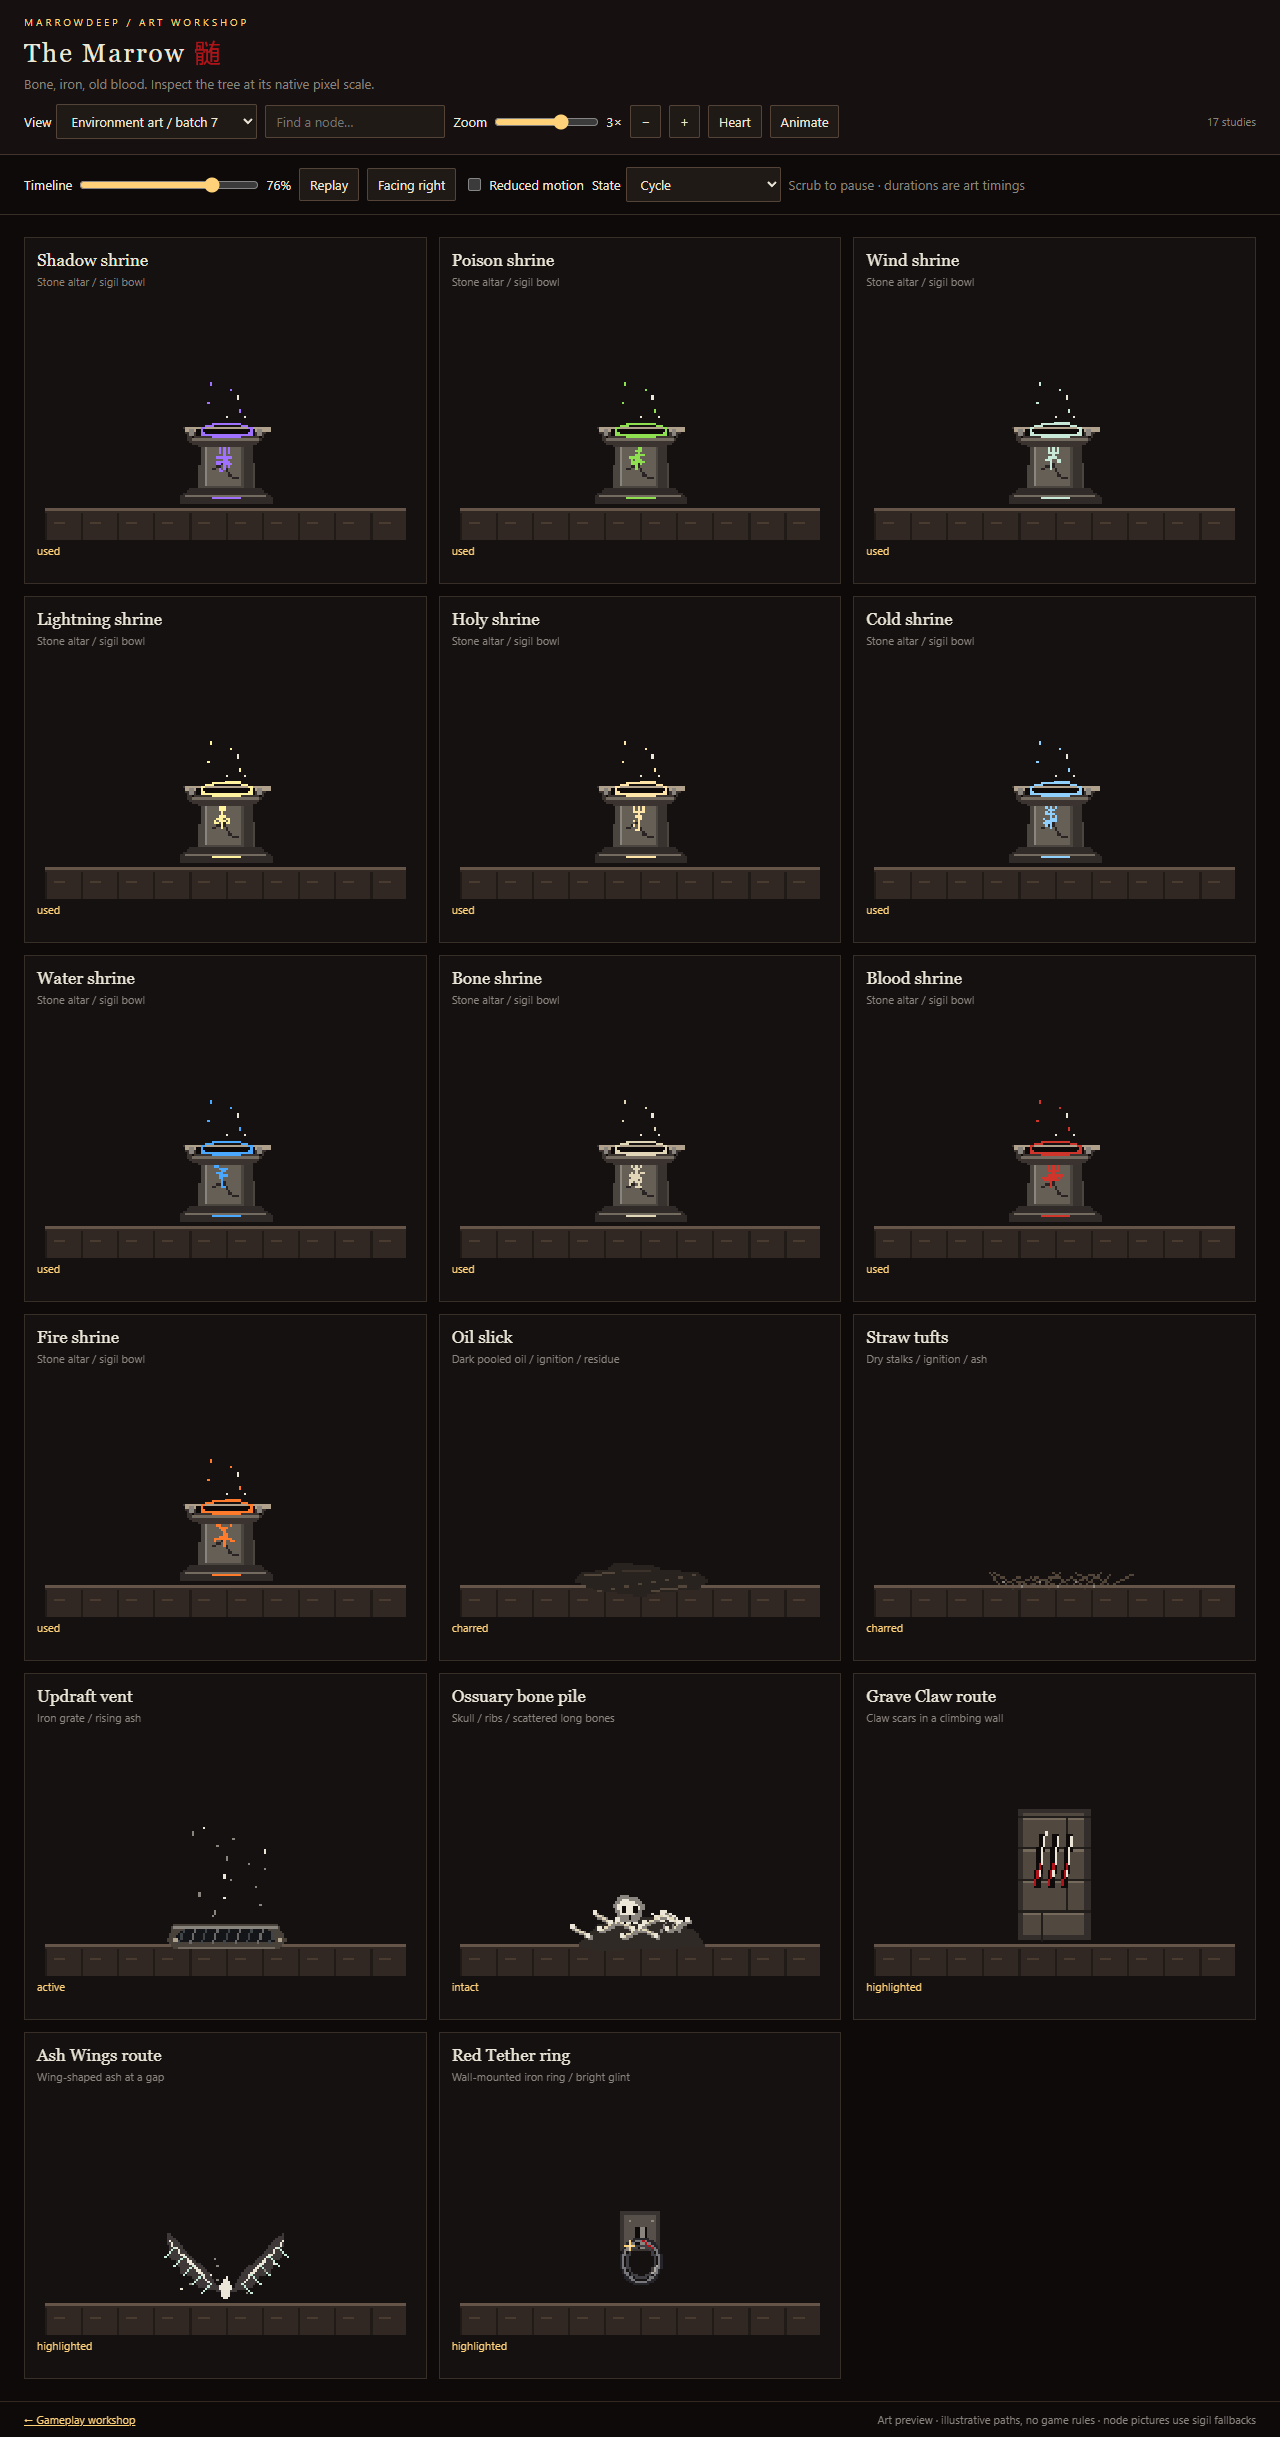 MARROWDEEP / ART WORKSHOP
The Marrow 髄
Bone, iron, old blood. Inspect the tree at its native pixel scale.
View Environment art / batch 7 Find a node... Zoom 3× − + Heart Animate 17 studies
Timeline 76% Replay Facing right Reduced motion State Cycle Scrub to pause · durations are art timings
Shadow shrine
Stone altar / sigil bowl
used
Poison shrine
Stone altar / sigil bowl
used
Wind shrine
Stone altar / sigil bowl
used
Lightning shrine
Stone altar / sigil bowl
used
Holy shrine
Stone altar / sigil bowl
used
Cold shrine
Stone altar / sigil bowl
used
Water shrine
Stone altar / sigil bowl
used
Bone shrine
Stone altar / sigil bowl
used
Blood shrine
Stone altar / sigil bowl
used
Fire shrine
Stone altar / sigil bowl
used
Oil slick
Dark pooled oil / ignition / residue
charred
Straw tufts
Dry stalks / ignition / ash
charred
Updraft vent
Iron grate / rising ash
active
Ossuary bone pile
Skull / ribs / scattered long bones
intact
Grave Claw route
Claw scars in a climbing wall
highlighted
Ash Wings route
Wing-shaped ash at a gap
highlighted
Red Tether ring
Wall-mounted iron ring / bright glint
highlighted
← Gameplay workshop
Art preview · illustrative paths, no game rules · node pictures use sigil fallbacks